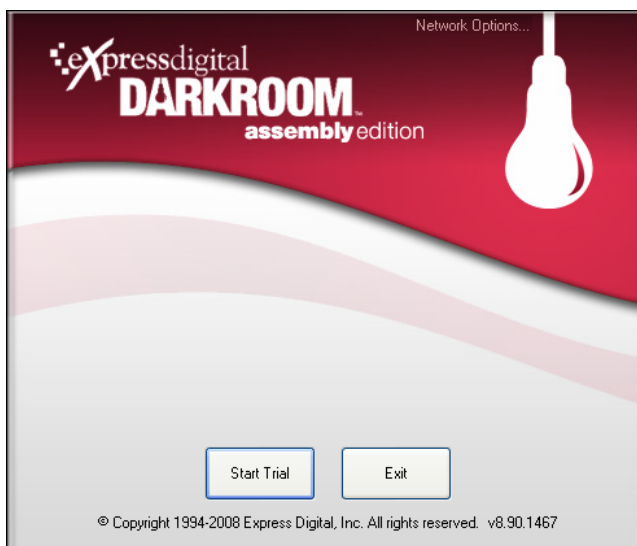 Network Options...
eXpressdigital
DARKROOM™
assembly edition
Start Trial
Exit
© Copyright 1994-2008 Express Digital, Inc. All rights reserved. v8.90.1467